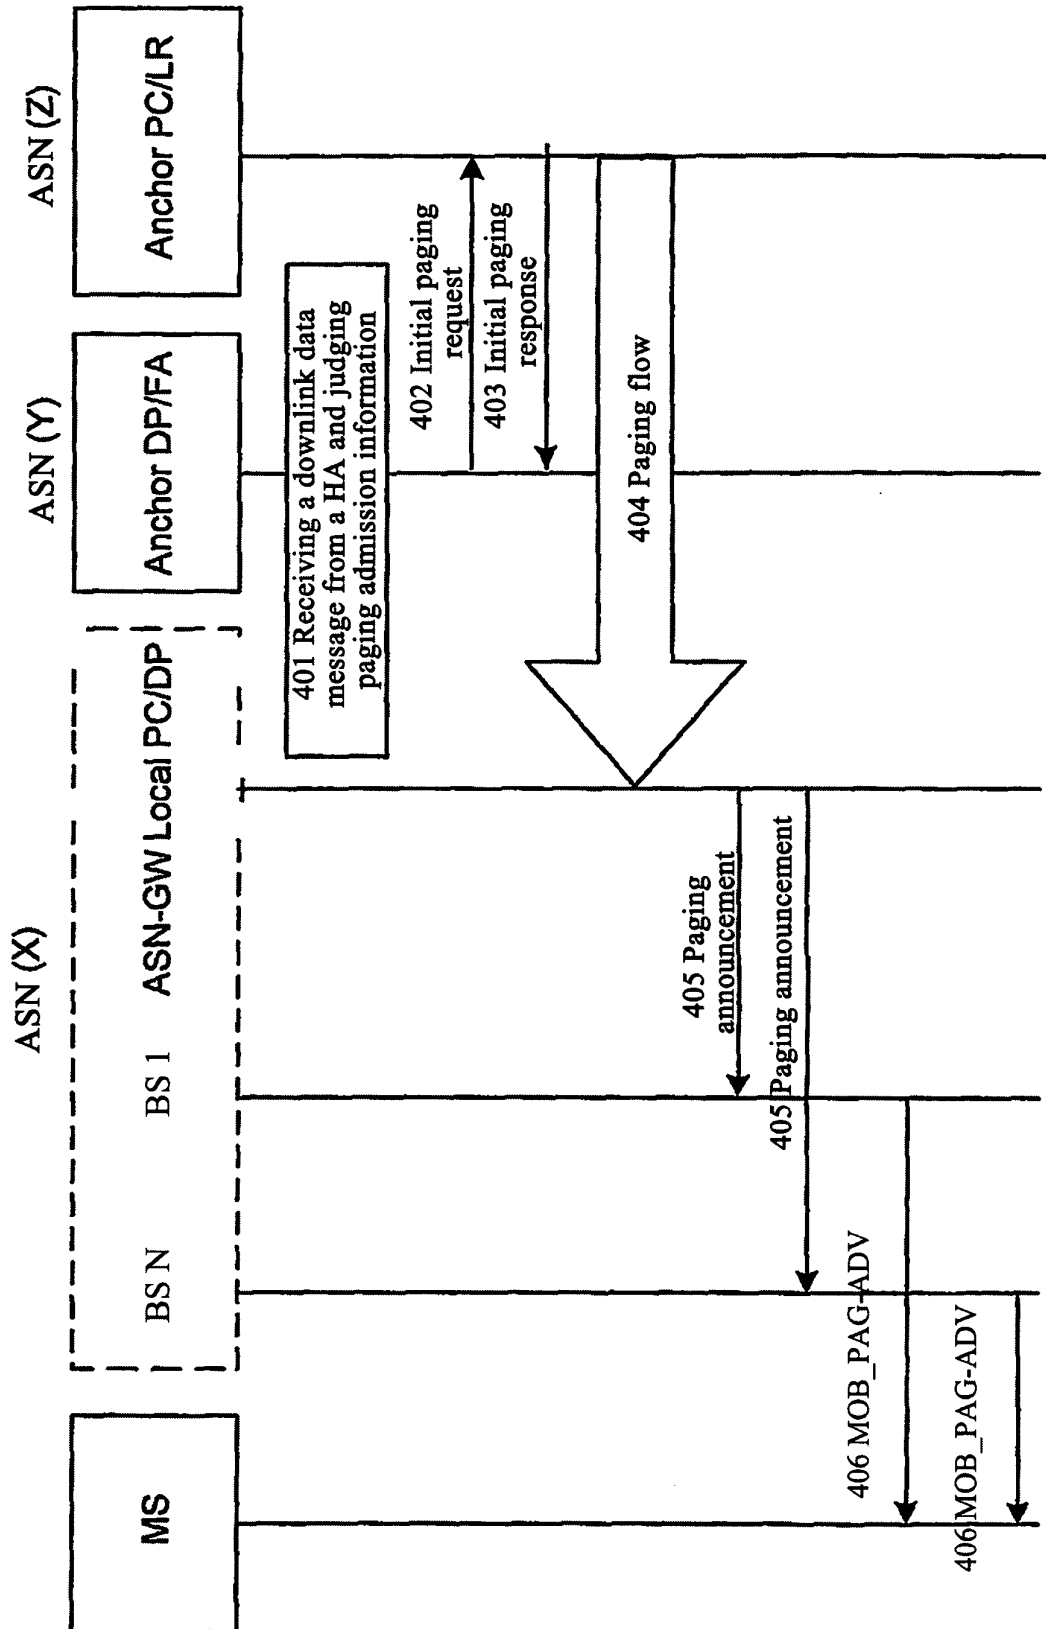 ASN (X)
ASN (Y)
ASN (Z)
MS
BS N
BS 1
ASN-GW Local PC/DP
Anchor DP/FA
Anchor PC/LR
401 Receiving a downlink data
message from a HA and judging
paging admission information
402 Initial paging
request
403 Initial paging
response
404 Paging flow
405 Paging
announcement
405 Paging announcement
406 MOB_PAG-ADV
406 MOB_PAG-ADV